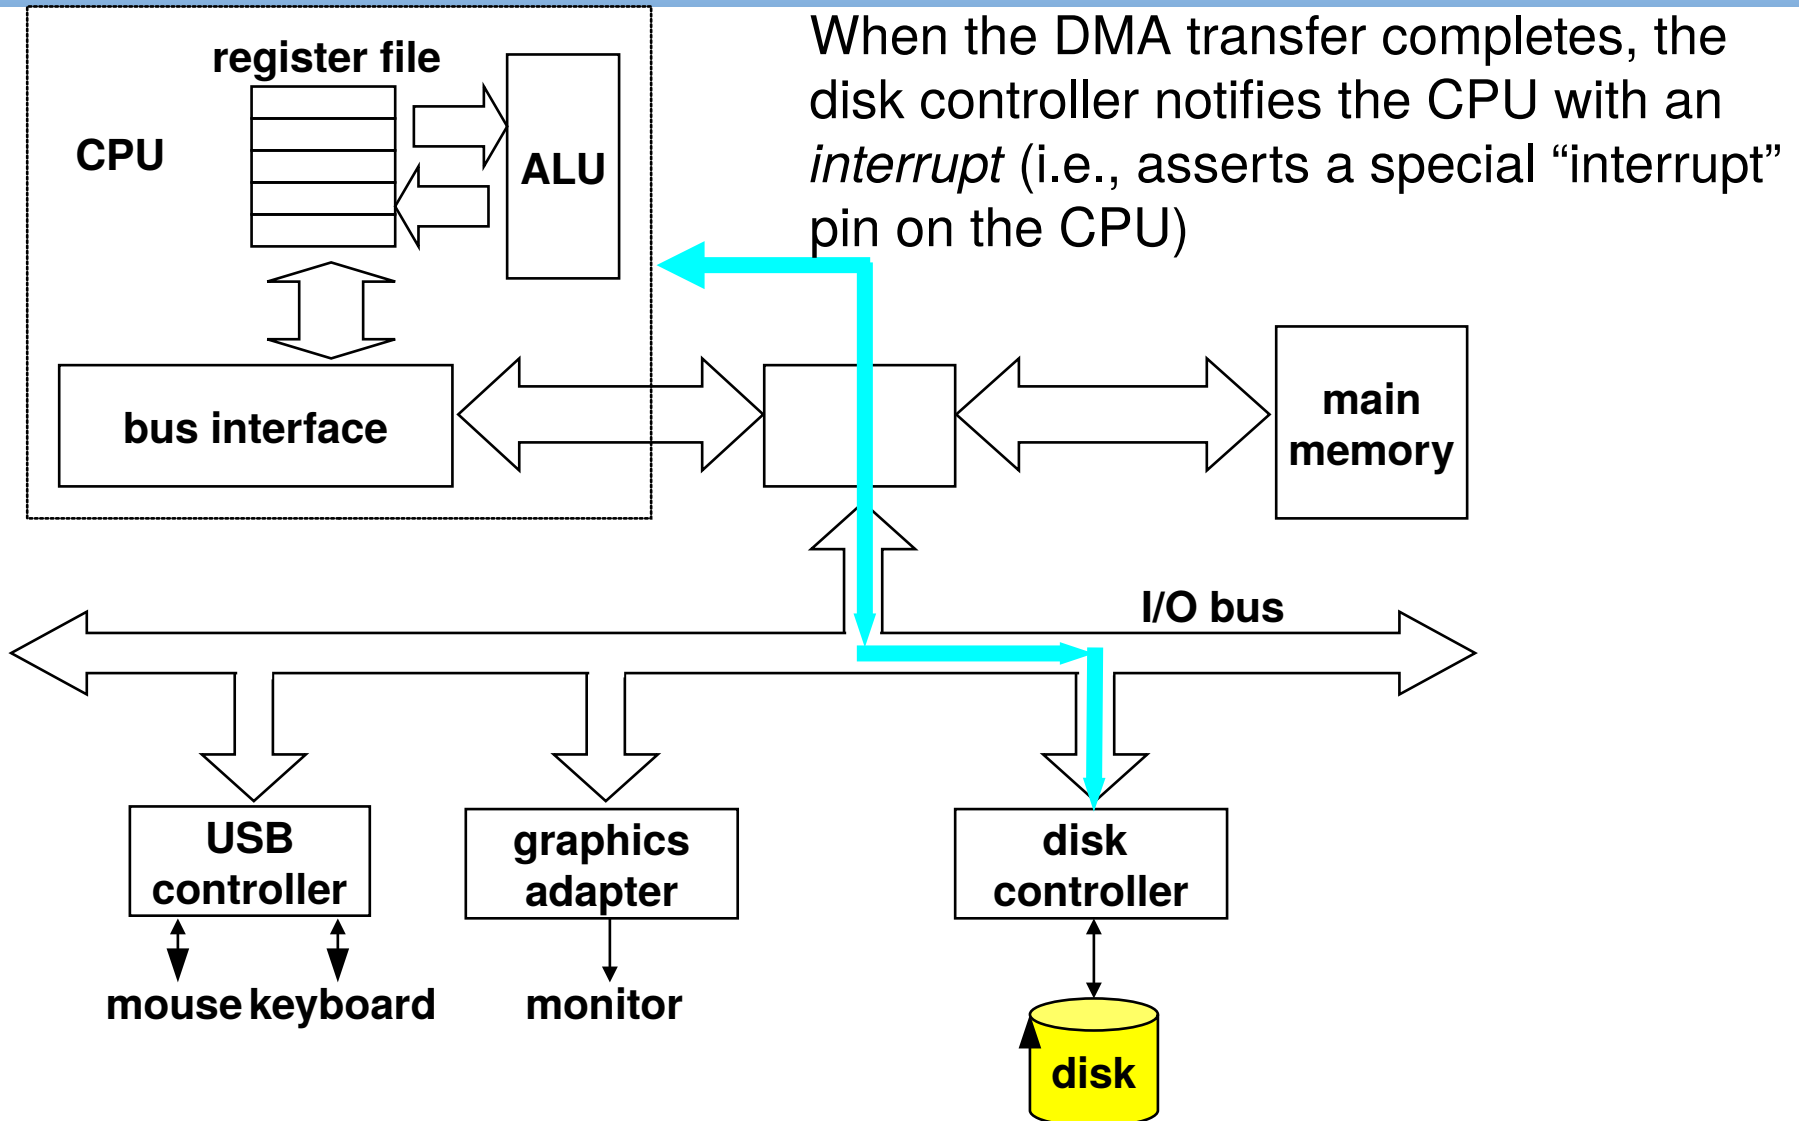 When the DMA transfer completes, the
disk controller notifies the CPU with an
interrupt (i.e., asserts a special “interrupt”
pin on the CPU)
register file
CPU
ALU
bus interface
main
memory
I/O bus
USB
controller
graphics
adapter
disk
controller
mouse keyboard
monitor
disk